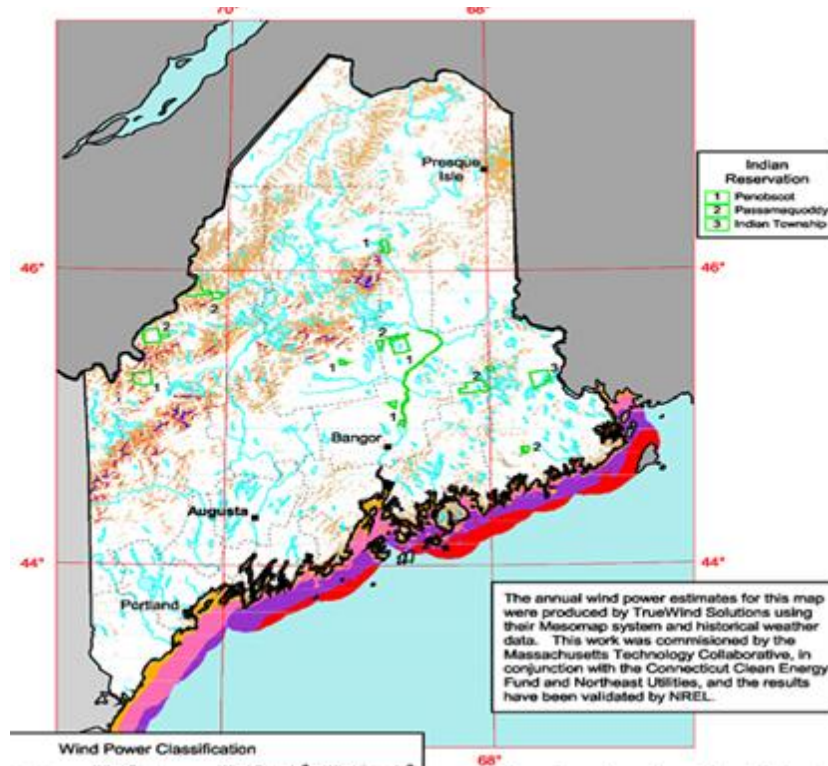 70°
68°
Presque
Isle
Indian
Reservation
1 Penobscot
2 Passamaquoddy
3 Indian Township
1
46°
46°
2
2
2
1
1
1
2
3
1
Bangor
2
Augusta
44°
44°
Portland
The annual wind power estimates for this map
were produced by TrueWind Solutions using
their Mesomap system and historical weather
data. This work was commisioned by the
Massachusetts Technology Collaborative, in
conjunction with the Connecticut Clean Energy
Fund and Northeast Utilities, and the results
have been validated by NREL.
Wind Power Classification
68°